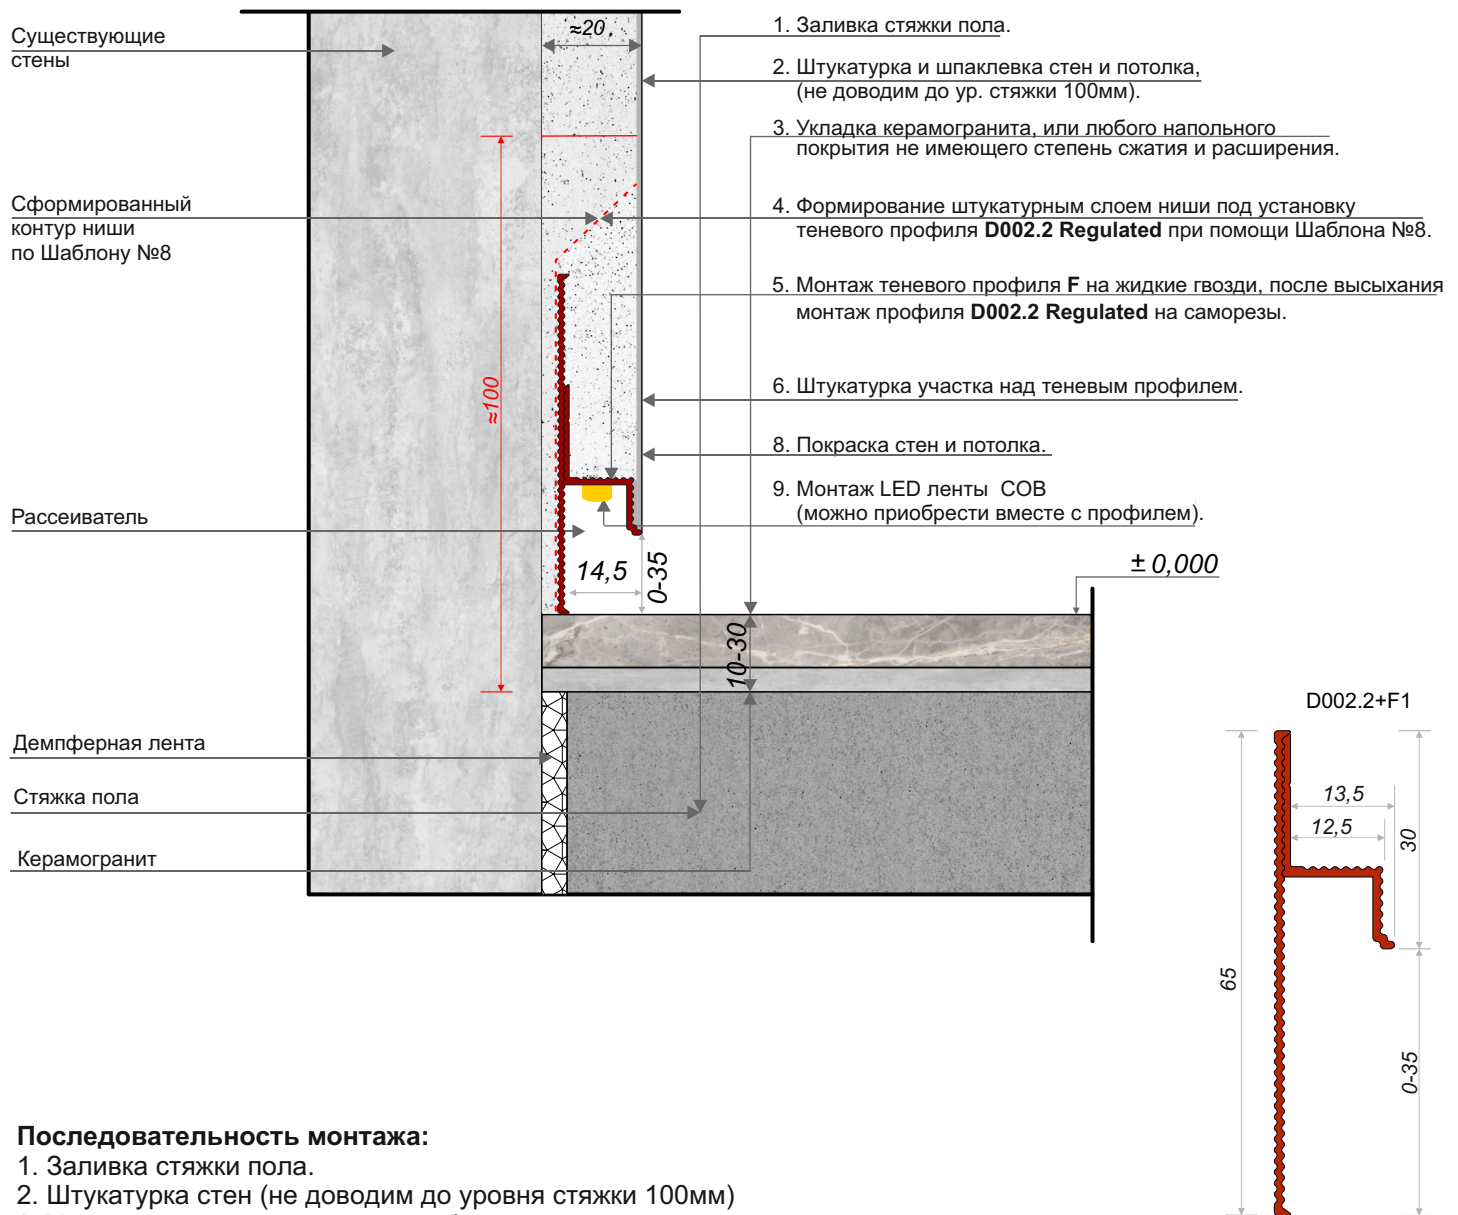 Существующие
стены
Сформированный
контур ниши
по Шаблону №8
Рассеиватель
Демпферная лента
Стяжка пола
Керамогранит
≈20
≈100
14,5
0-35
10-30
± 0,000
1. Заливка стяжки пола.
2. Штукатурка и шпаклевка стен и потолка,
(не доводим до ур. стяжки 100мм).
3. Укладка керамогранита, или любого напольного
покрытия не имеющего степень сжатия и расширения.
4. Формирование штукатурным слоем ниши под установку
теневого профиля D002.2 Regulated при помощи Шаблона №8.
5. Монтаж теневого профиля F на жидкие гвозди, после высыхания
монтаж профиля D002.2 Regulated на саморезы.
6. Штукатурка участка над теневым профилем.
8. Покраска стен и потолка.
9. Монтаж LED ленты COB
(можно приобрести вместе с профилем).
D002.2+F1
13,5
12,5
30
65
0-35
Последовательность монтажа:
1. Заливка стяжки пола.
2. Штукатурка стен (не доводим до уровня стяжки 100мм)